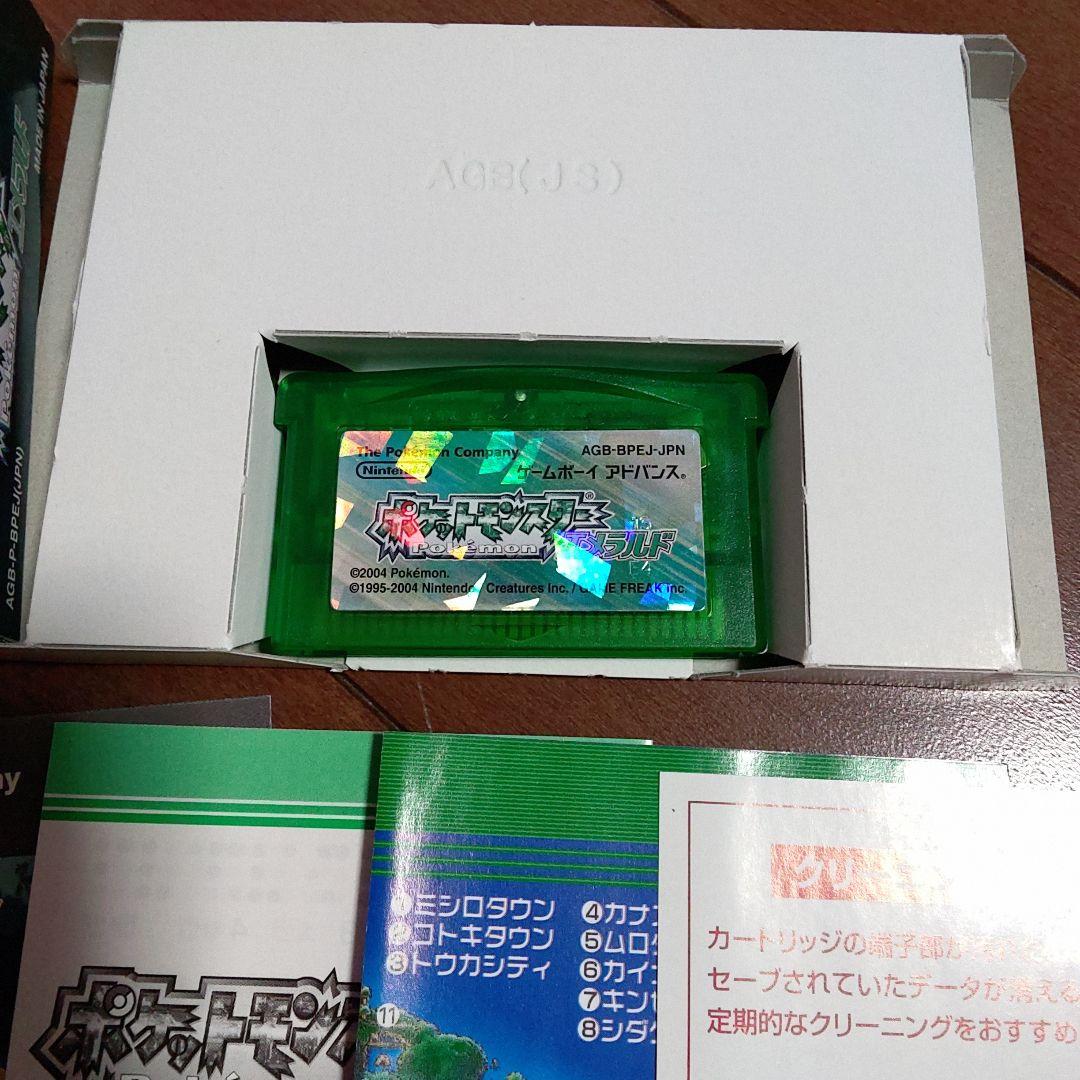 MADE IN JAPAN
エメラルド
AGB-P-BPEJ(JPN)
AGB(JS)
The Pokémon Company
Nintendo
AGB-BPEJ-JPN
ゲームボーイ アドバンス®
ポケットモンスター®
Pokémon
エメラルド
©2004 Pokémon.
©1995-2004 Nintendo Creatures Inc. / GAME FREAK inc.
ポケットモンス
①ミシロタウン
②コトキタウン
③トウカシティ
④カナ
⑤ムロ
⑥カイ
⑦キン
⑧シダ
11
クリ
カートリッジの端子部が
セーブされていたデータが消える
定期的なクリーニングをおすすめ